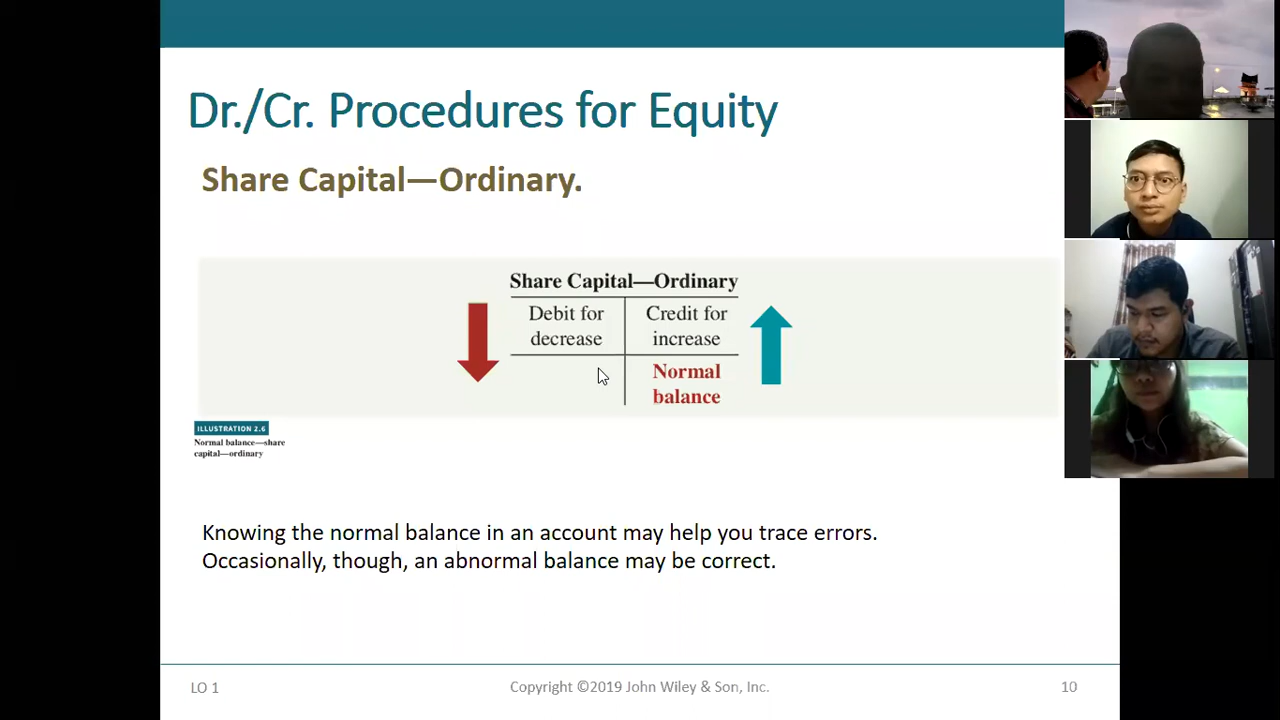 Dr./Cr. Procedures for Equity
Share Capital—Ordinary.
Share Capital—Ordinary
Debit for
decrease
Credit for
increase
Normal
balance
ILLUSTRATION 2.6
Normal balance—share
capital—ordinary
Knowing the normal balance in an account may help you trace errors.
Occasionally, though, an abnormal balance may be correct.
LO 1
Copyright ©2019 John Wiley & Son, Inc.
10